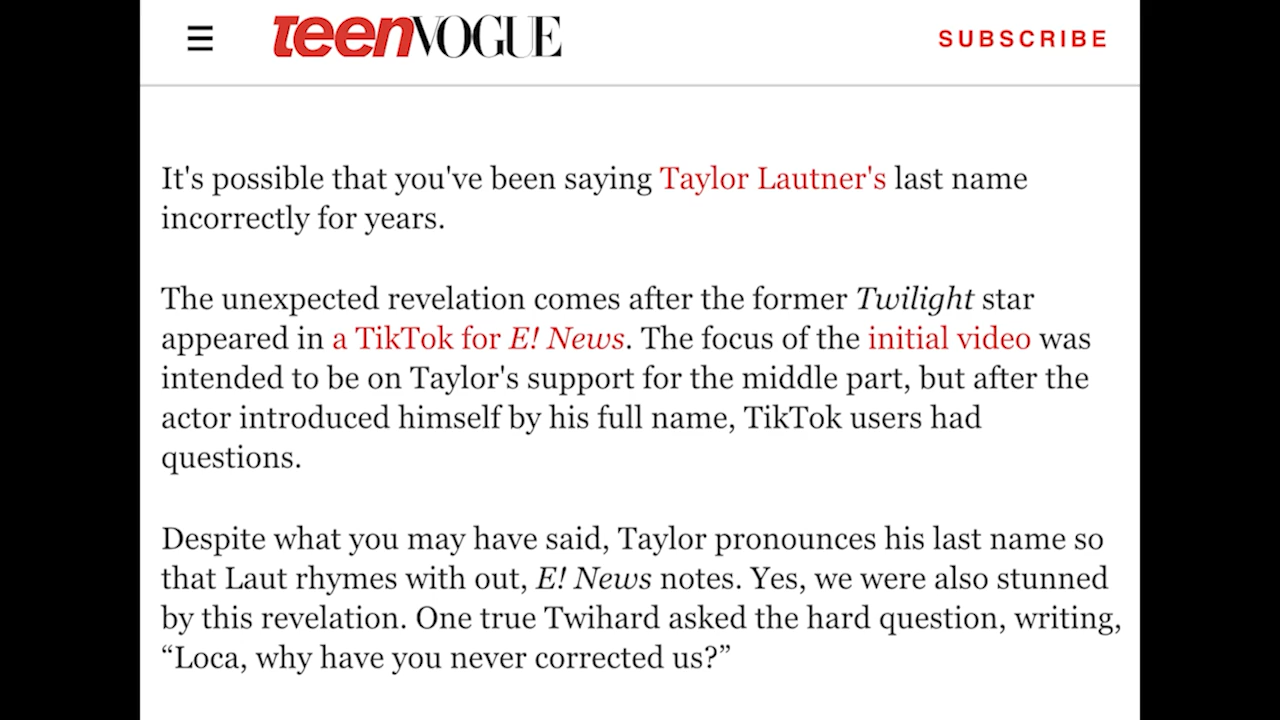 teenVOGUE
SUBSCRIBE
It's possible that you've been saying Taylor Lautner's last name
incorrectly for years.
The unexpected revelation comes after the former Twilight star
appeared in a TikTok for E! News. The focus of the initial video was
intended to be on Taylor's support for the middle part, but after the
actor introduced himself by his full name, TikTok users had
questions.
Despite what you may have said, Taylor pronounces his last name so
that Laut rhymes with out, E! News notes. Yes, we were also stunned
by this revelation. One true Twihard asked the hard question, writing,
“Loca, why have you never corrected us?”